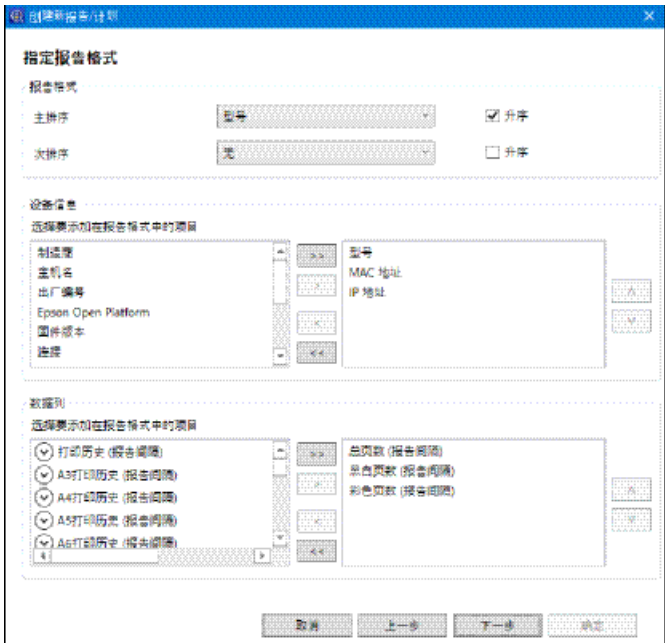 创建新报告/计划
指定报告格式
报告格式
主排序 型号 升序
次排序 无 升序
设备信息
选择要添加在报告格式中的项目
制造商
主机名
出厂编号
Epson Open Platform
固件版本
连接
>>
>
<
<<
型号
MAC 地址
IP 地址
数据列
选择要添加在报告格式中的项目
打印历史 (报告间隔)
A3打印历史 (报告间隔)
A4打印历史 (报告间隔)
A5打印历史 (报告间隔)
A6打印历史 (报告间隔)
>>
>
<
<<
总页数 (报告间隔)
黑白页数 (报告间隔)
彩色页数 (报告间隔)
取消 上一步 下一步 确定